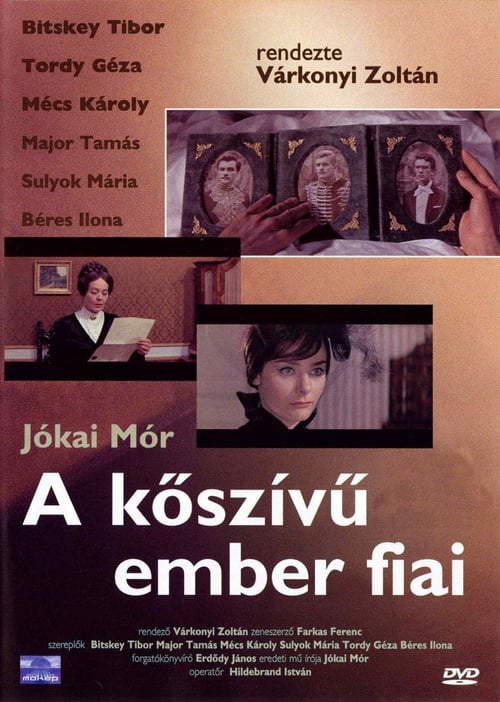 Bitskey Tibor
Tordy Géza
Mécs Károly
Major Tamás
Sulyok Mária
Béres Ilona
rendezte
Várkonyi Zoltán
Jókai Mór
A kőszívű
ember fiai
rendező Várkonyi Zoltán zeneszerző Farkas Ferenc
szereplők Bitskey Tibor Major Tamás Mécs Károly Sulyok Mária Tordy Géza Béres Ilona
forgatókönyvíró Erdődy János eredeti mű írója Jókai Mór
operatőr Hildebrand István
mokép
DVD